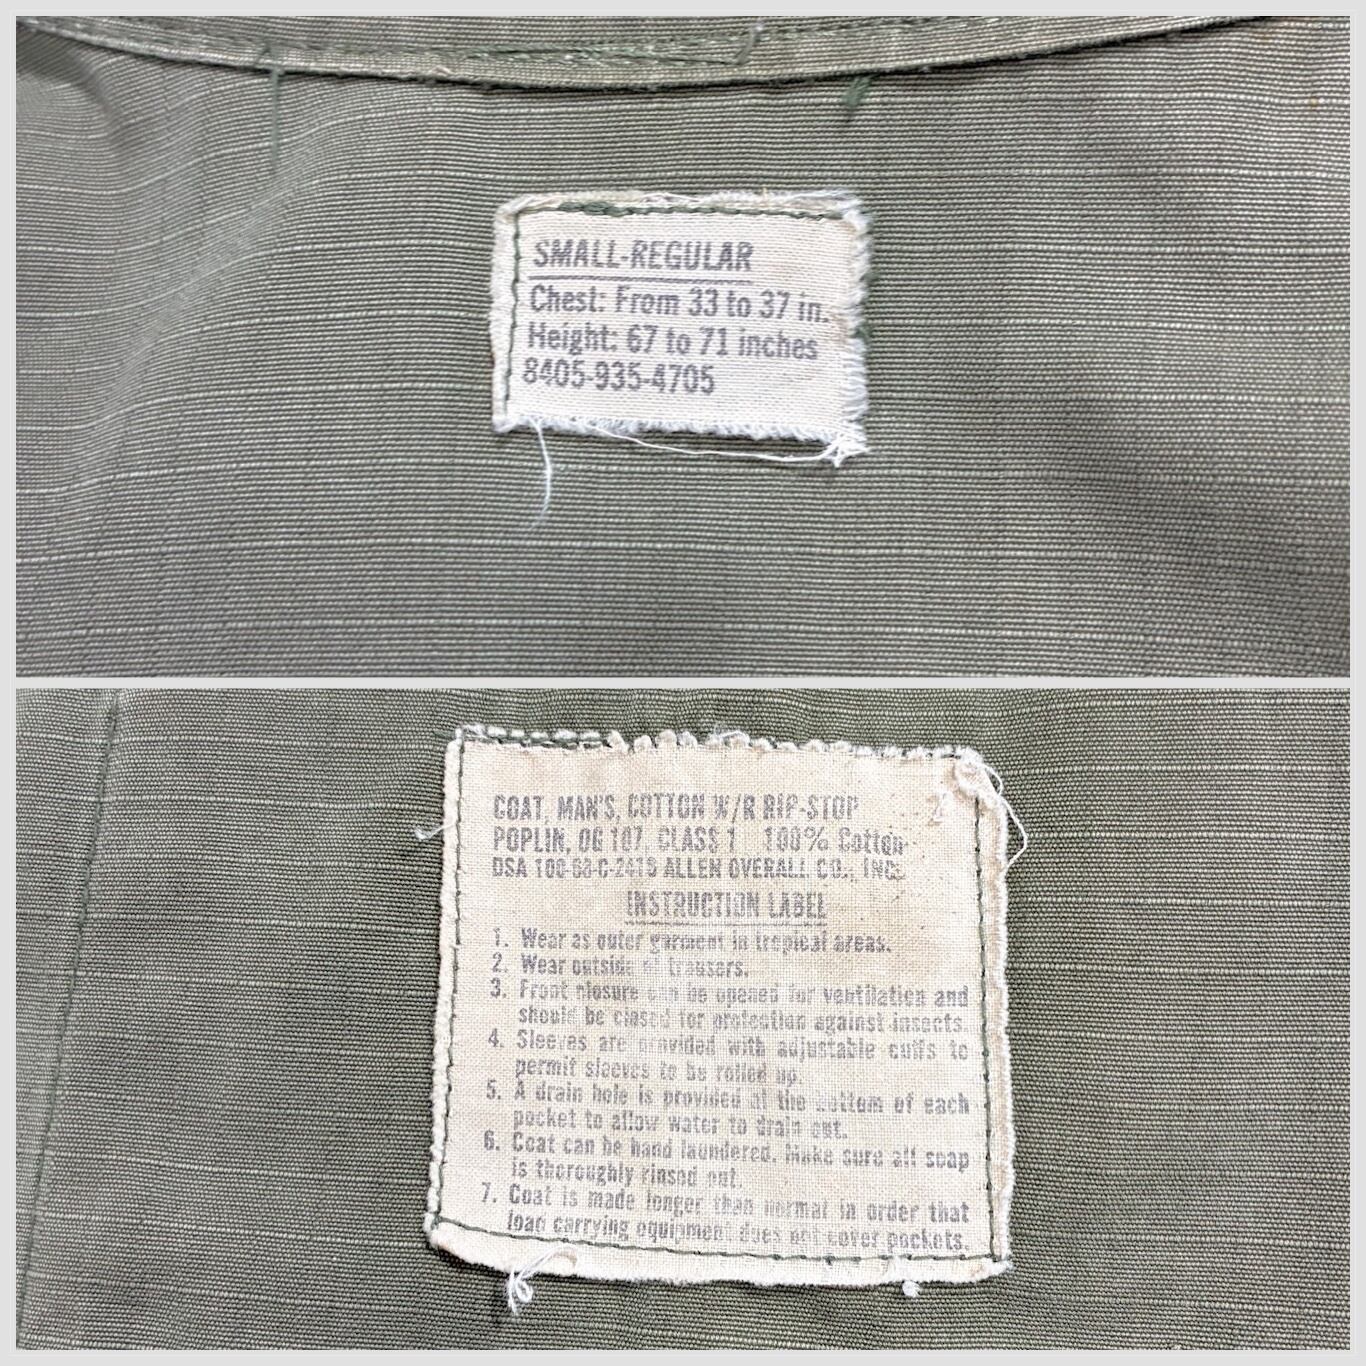 SMALL-REGULAR
Chest: From 33 to 37 in.
Height: 67 to 71 inches
8405-935-4705
COAT, MAN'S, COTTON W/R RIP-STOP
POPLIN, OG 107, CLASS 1 100% Cotton
DSA 100-68-C-2415 ALLEN OVERALL CO., INC.
INSTRUCTION LABEL
1. Wear as outer garment in tropical areas.
2. Wear outside of trousers.
3. Front closure can be opened for ventilation and
should be closed for protection against insects.
4. Sleeves are provided with adjustable cuffs to
permit sleeves to be rolled up.
5. A drain hole is provided at the bottom of each
pocket to allow water to drain out.
6. Coat can be hand laundered. Make sure all soap
is thoroughly rinsed out.
7. Coat is made longer than normal in order that
load carrying equipment does not cover pockets.